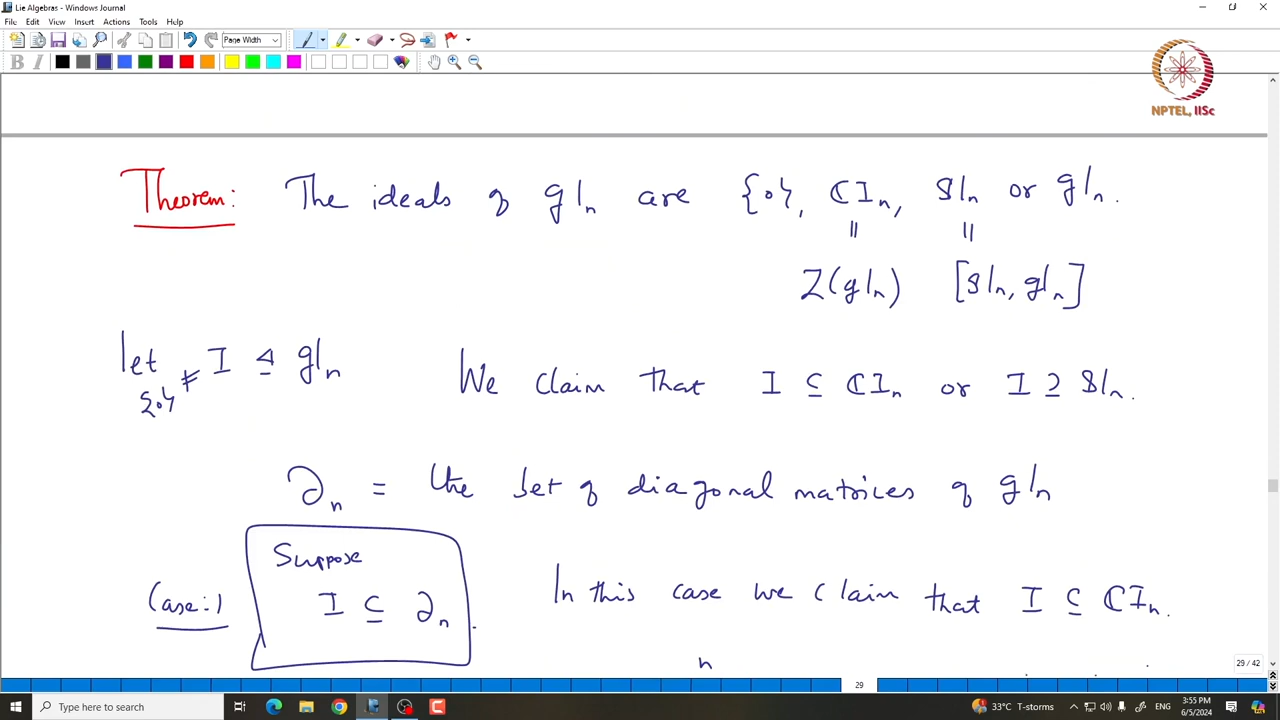 Lie Algebras - Windows Journal
File Edit View Insert Actions Tools Help
Page Width
B I
NPTEL, IISc
Theorem: The ideals of gln are {0}, ℂIn, sln or gln.
|| ||
Z(gln) [sln, gln]
let {0} ≠ I ⊴ gln We claim that I ⊆ ℂIn or I ⊇ sln.
∂n = the set of diagonal matrices of gln
Case:1) Suppose I ⊆ ∂n. In this case we claim that I ⊆ ℂIn.
n
29 / 42
29
Type here to search
33°C T-storms
ENG
3:55 PM
6/5/2024